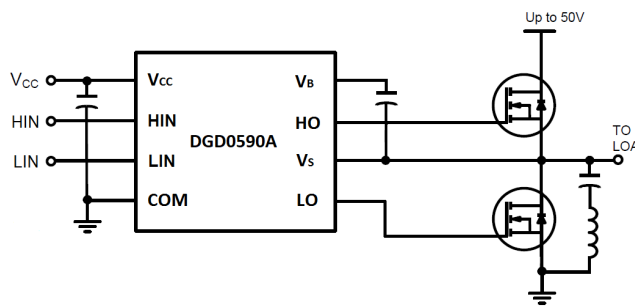 Up to 50V
VCC
VCC
VB
HIN
HIN
HO
DGD0590A
TO
LOA
LIN
LIN
VS
COM
LO